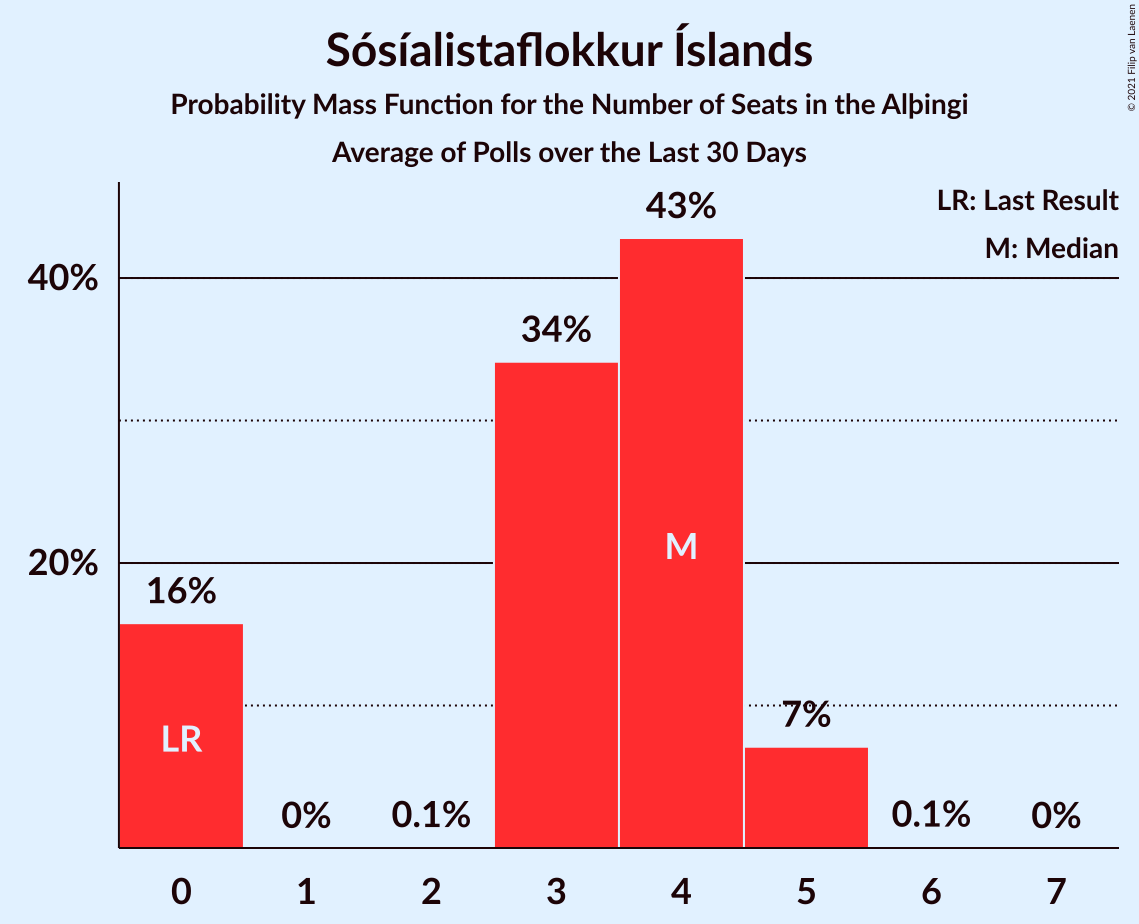 Sósíalistaflokkur Íslands
Probability Mass Function for the Number of Seats in the Alþingi
Average of Polls over the Last 30 Days
© 2021 Filip van Laenen
LR: Last Result
M: Median
43%
40%
34%
M
20%
16%
7%
LR
0%
0.1%
0.1%
0%
0 1 2 3 4 5 6 7